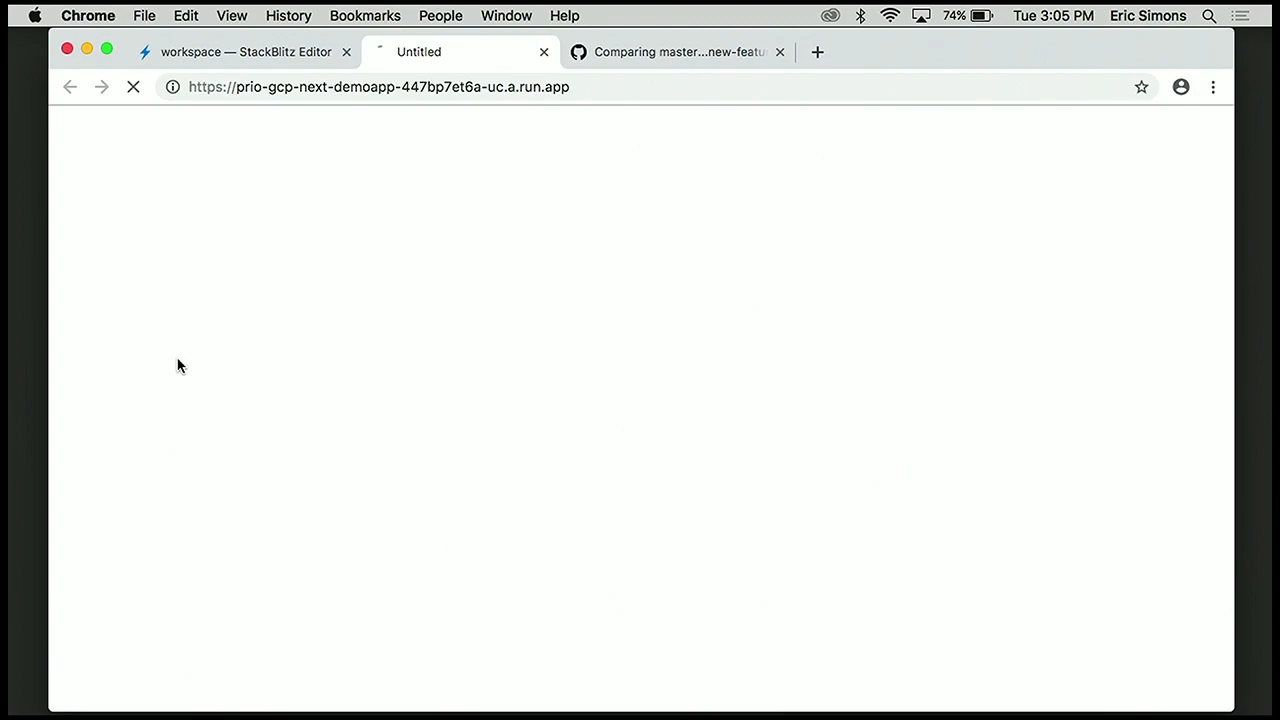 Chrome File Edit View History Bookmarks People Window Help 74% Tue 3:05 PM Eric Simons
workspace — StackBlitz Editor Untitled Comparing master...new-featu
https://prio-gcp-next-demoapp-447bp7et6a-uc.a.run.app